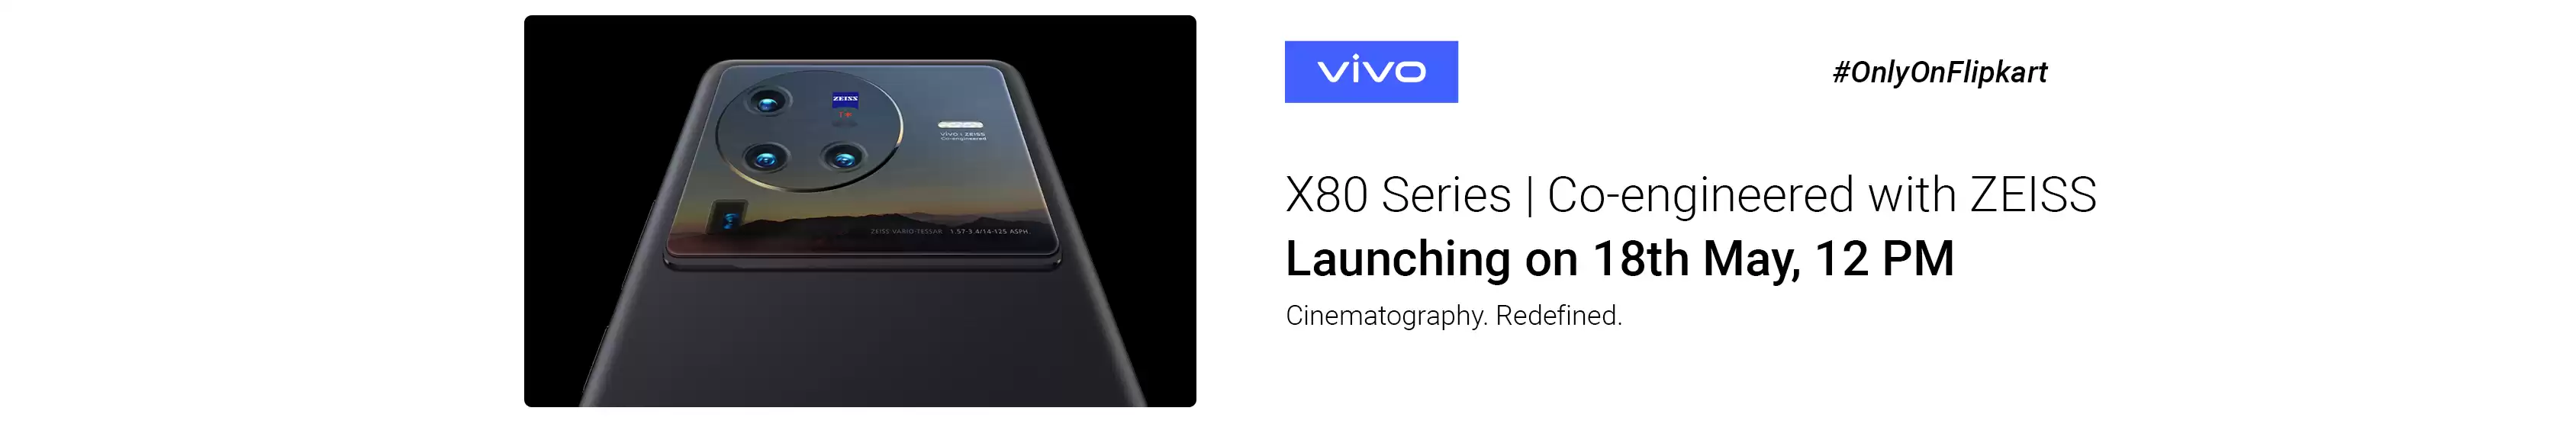 ZEISS
T*
vivo | ZEISS
Co-engineered
ZEISS VARIO-TESSAR 1.57-3.4/14-125 ASPH.
vivo
#OnlyOnFlipkart
X80 Series | Co-engineered with ZEISS
Launching on 18th May, 12 PM
Cinematography. Redefined.